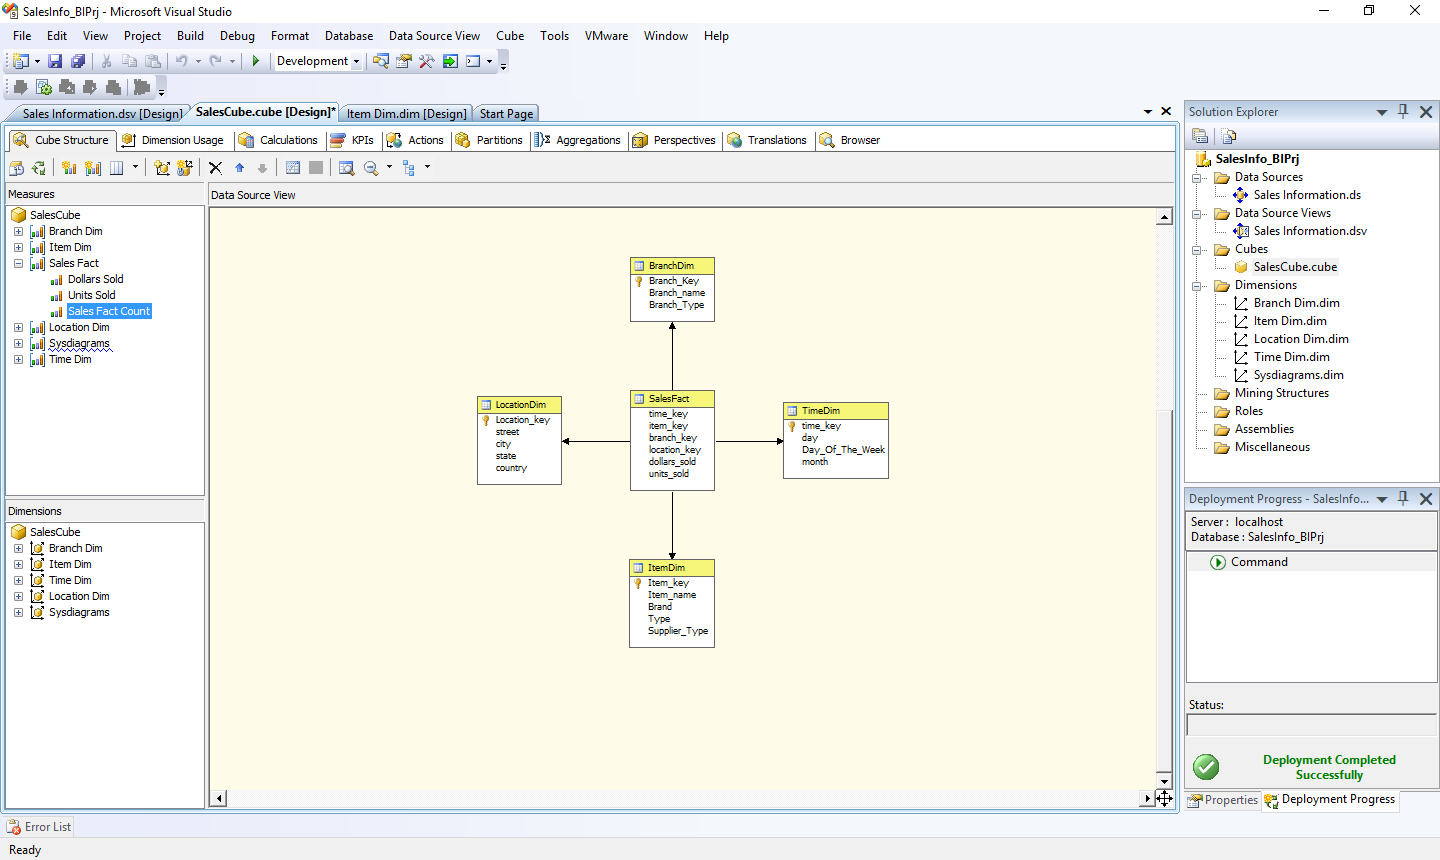 SalesInfo_BIPrj - Microsoft Visual Studio
File Edit View Project Build Debug Format Database Data Source View Cube Tools VMware Window Help
Development
Sales Information.dsv [Design] SalesCube.cube [Design]* Item Dim.dim [Design] Start Page
Cube Structure Dimension Usage Calculations KPIs Actions Partitions Aggregations Perspectives Translations Browser
Measures
SalesCube
Branch Dim
Item Dim
Sales Fact
Dollars Sold
Units Sold
Sales Fact Count
Location Dim
Sysdiagrams
Time Dim
Dimensions
SalesCube
Branch Dim
Item Dim
Time Dim
Location Dim
Sysdiagrams
Data Source View
BranchDim
Branch_Key
Branch_name
Branch_Type
LocationDim
Location_key
street
city
state
country
SalesFact
time_key
item_key
branch_key
location_key
dollars_sold
units_sold
TimeDim
time_key
day
Day_Of_The_Week
month
ItemDim
Item_key
Item_name
Brand
Type
Supplier_Type
Solution Explorer
SalesInfo_BIPrj
Data Sources
Sales Information.ds
Data Source Views
Sales Information.dsv
Cubes
SalesCube.cube
Dimensions
Branch Dim.dim
Item Dim.dim
Location Dim.dim
Time Dim.dim
Sysdiagrams.dim
Mining Structures
Roles
Assemblies
Miscellaneous
Deployment Progress - SalesInfo...
Server : localhost
Database : SalesInfo_BIPrj
Command
Status:
Deployment Completed
Successfully
Properties Deployment Progress
Error List
Ready